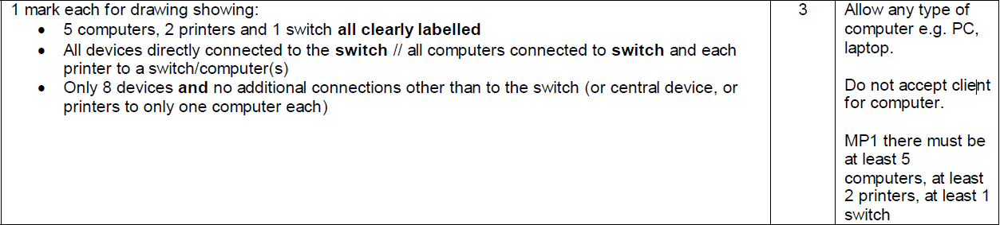 1 mark each for drawing showing:
• 5 computers, 2 printers and 1 switch all clearly labelled
• All devices directly connected to the switch // all computers connected to switch and each
printer to a switch/computer(s)
• Only 8 devices and no additional connections other than to the switch (or central device, or
printers to only one computer each)
3
Allow any type of
computer e.g. PC,
laptop.
Do not accept client
for computer.
MP1 there must be
at least 5
computers, at least
2 printers, at least 1
switch